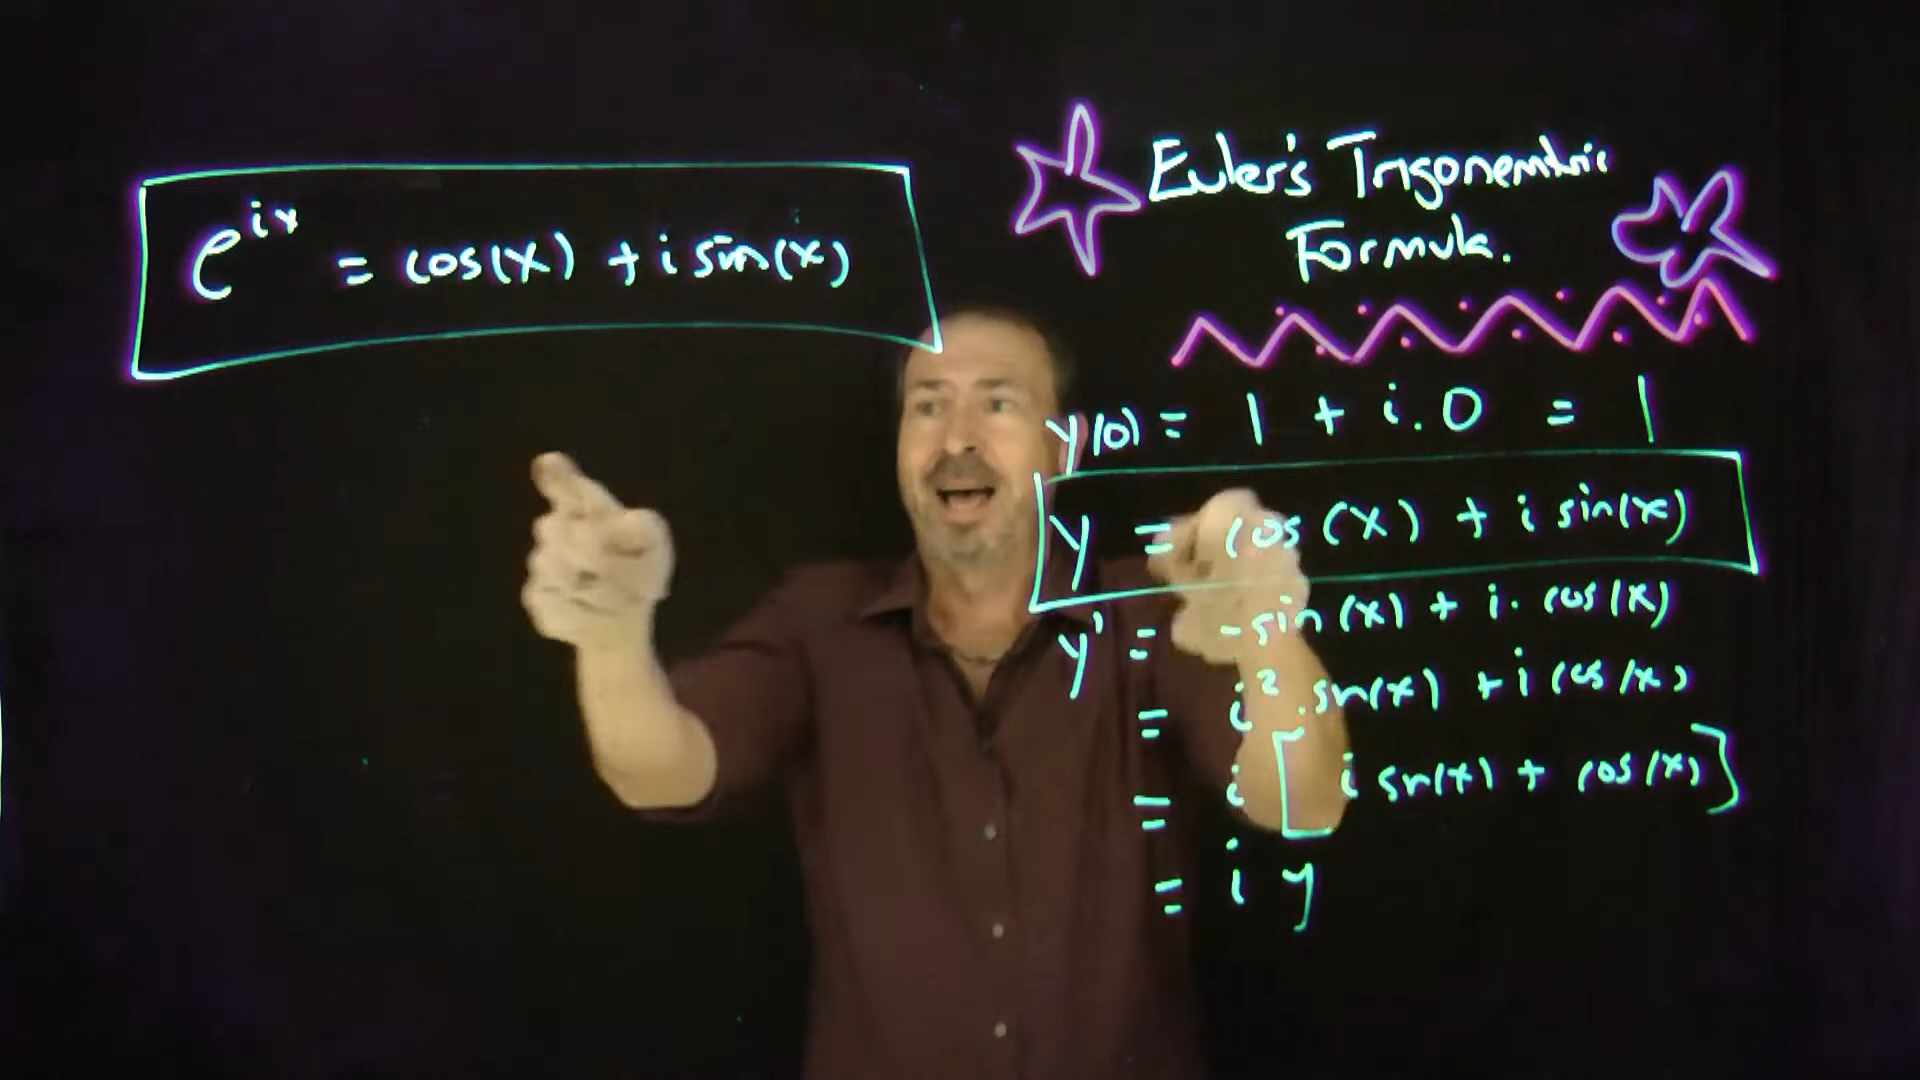 e^{ix} = cos(x) + i sin(x)
Euler's Trigonometric
Formula.
y(0) = 1 + i.0 = 1
y = cos(x) + i sin(x)
y' = -sin(x) + i. cos(x)
= i² . sin(x) + i cos(x)
= i [ i sin(x) + cos(x) ]
= i y